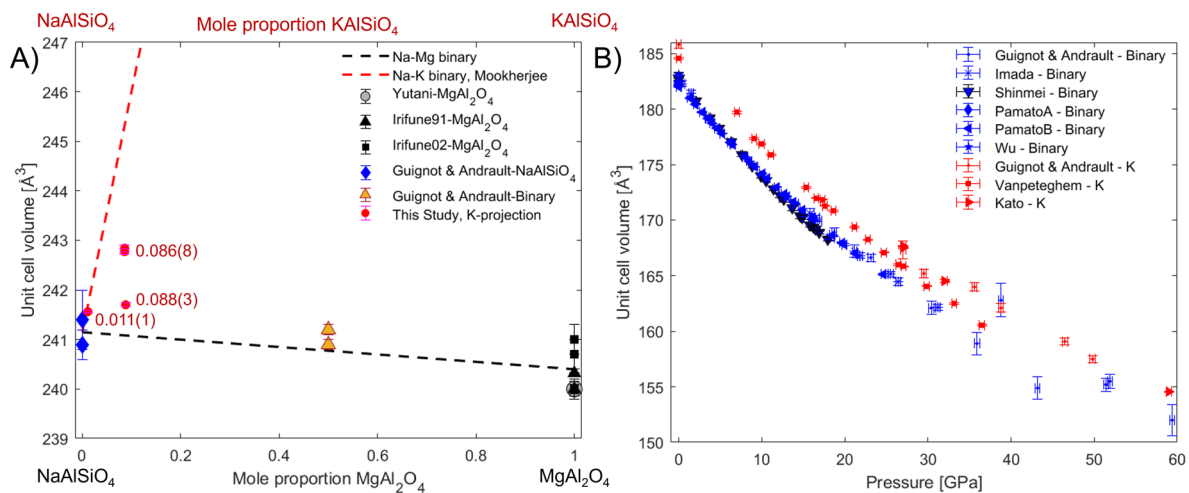 NaAlSiO₄
Mole proportion KAlSiO₄
KAlSiO₄
A)
247
246
245
244
243
242
241
240
239
Unit cell volume [Å³]
Na-Mg binary
Na-K binary, Mookherjee
Yutani-MgAl₂O₄
Irifune91-MgAl₂O₄
Irifune02-MgAl₂O₄
Guignot & Andrault-NaAlSiO₄
Guignot & Andrault-Binary
This Study, K-projection
0.086(8)
0.088(3)
0.011(1)
0
0.2
0.4
0.6
0.8
1
NaAlSiO₄
Mole proportion MgAl₂O₄
MgAl₂O₄
B)
185
180
175
170
165
160
155
150
Unit cell volume [Å³]
Guignot and Andrault - Binary
Imada - Binary
Shinmei - Binary
PamatoA - Binary
PamatoB - Binary
Wu - Binary
Guignot and Andrault - K
Vanpeteghem - K
Kato - K
0
10
20
30
40
50
60
Pressure [GPa]